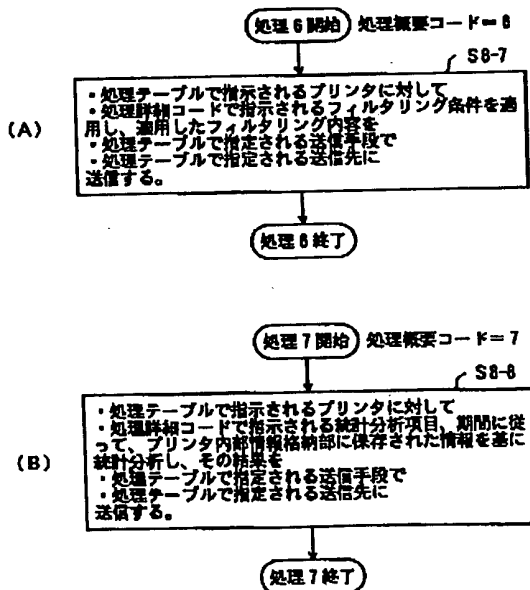 処理6開始 処理概要コード=6
S8-7
(A)
・処理テーブルで指示されるプリンタに対して
・処理詳細コードで指示されるフィルタリング条件を適
用し、適用したフィルタリング内容を
・処理テーブルで指定される送信手段で
・処理テーブルで指定される送信先に
送信する。
処理6終了
処理7開始 処理概要コード=7
S8-8
(B)
・処理テーブルで指示されるプリンタに対して
・処理詳細コードで指示される統計分析項目、期間に従
って、プリンタ内部情報格納部に保存された情報を基に
統計分析し、その結果を
・処理テーブルで指定される送信手段で
・処理テーブルで指定される送信先に
送信する。
処理7終了